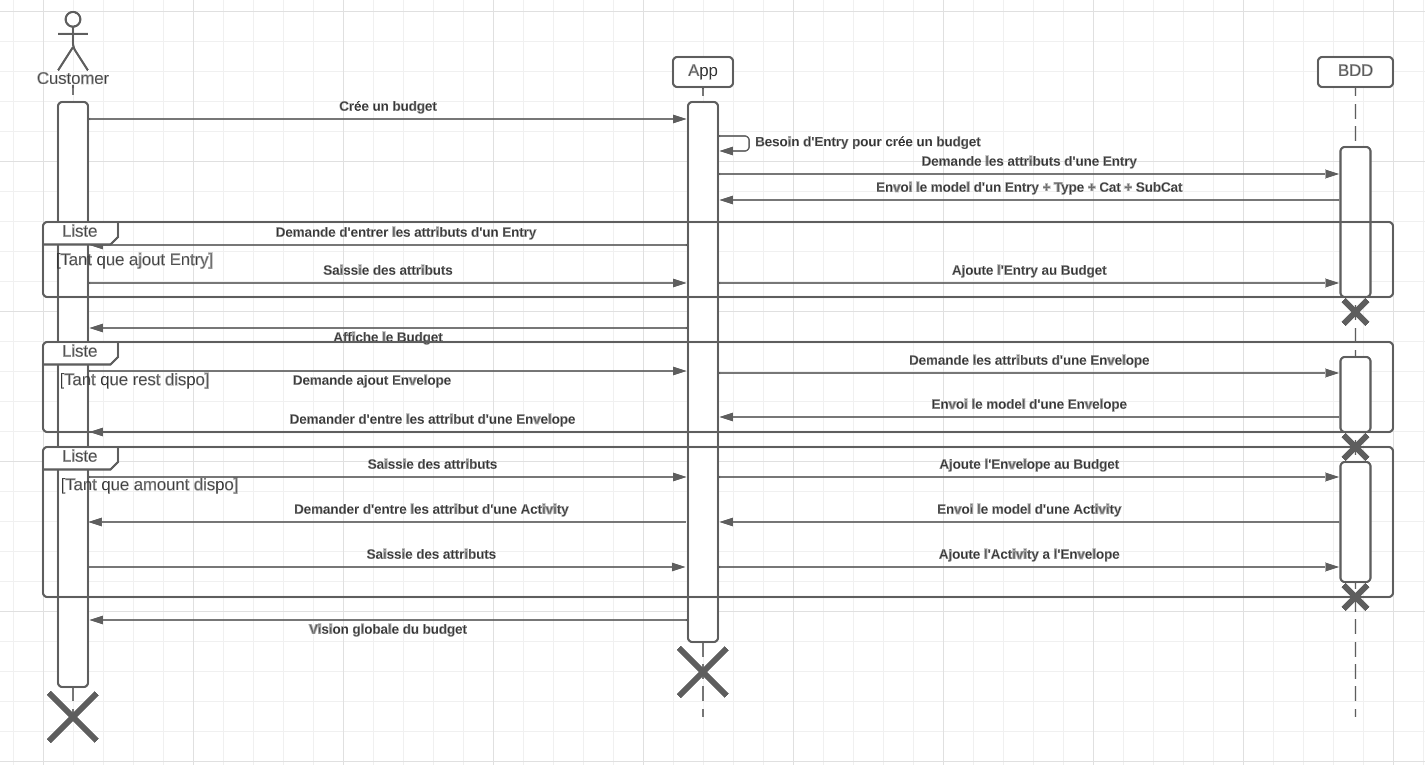 Customer
App
BDD
Crée un budget
Besoin d'Entry pour crée un budget
Demande les attributs d'une Entry
Envoi le model d'un Entry + Type + Cat + SubCat
Liste
Demande d'entrer les attributs d'un Entry
[Tant que ajout Entry]
Saissie des attributs
Ajoute l'Entry au Budget
Affiche le Budget
Liste
Demande les attributs d'une Envelope
[Tant que rest dispo]
Demande ajout Envelope
Envoi le model d'une Envelope
Demander d'entre les attribut d'une Envelope
Liste
Saissie des attributs
Ajoute l'Envelope au Budget
[Tant que amount dispo]
Demander d'entre les attribut d'une Activity
Envoi le model d'une Activity
Saissie des attributs
Ajoute l'Activity a l'Envelope
Vision globale du budget